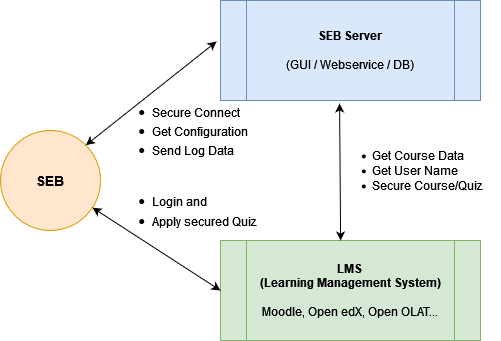 SEB Server
(GUI / Webservice / DB)
• Secure Connect
• Get Configuration
• Send Log Data
• Get Course Data
• Get User Name
• Secure Course/Quiz
SEB
• Login and
• Apply secured Quiz
LMS
(Learning Management System)
Moodle, Open edX, Open OLAT...